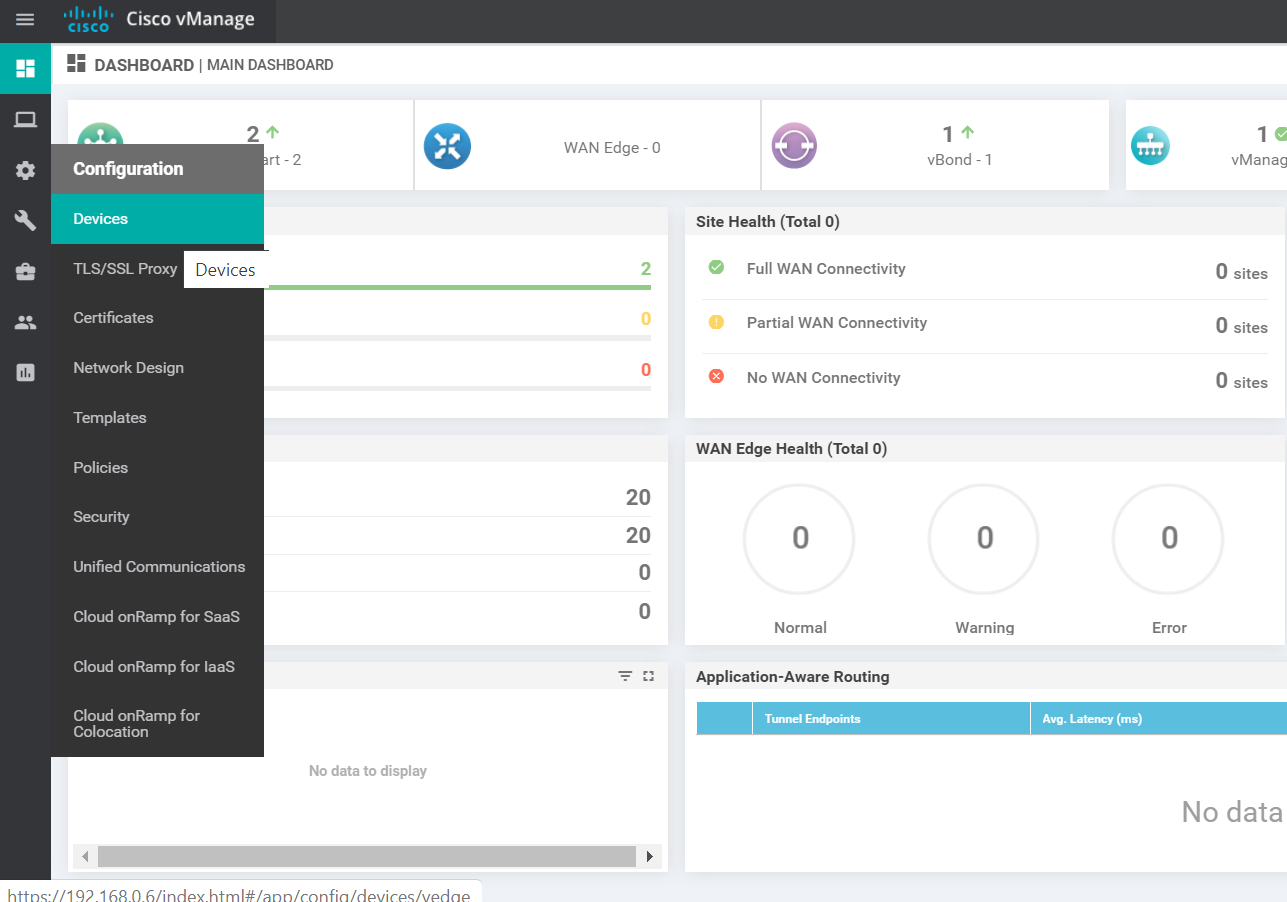 CISCO Cisco vManage
DASHBOARD | MAIN DASHBOARD
2
art - 2
WAN Edge - 0
1
vBond - 1
1
vManag
Configuration
Devices
TLS/SSL Proxy
Devices
Certificates
Network Design
Templates
Policies
Security
Unified Communications
Cloud onRamp for SaaS
Cloud onRamp for IaaS
Cloud onRamp for
Colocation
2
0
0
Site Health (Total 0)
Full WAN Connectivity 0 sites
Partial WAN Connectivity 0 sites
No WAN Connectivity 0 sites
20
20
0
0
WAN Edge Health (Total 0)
0 0 0
Normal Warning Error
No data to display
Application-Aware Routing
Tunnel Endpoints Avg. Latency (ms)
No data
https://192.168.0.6/index.html#/app/config/devices/vedge